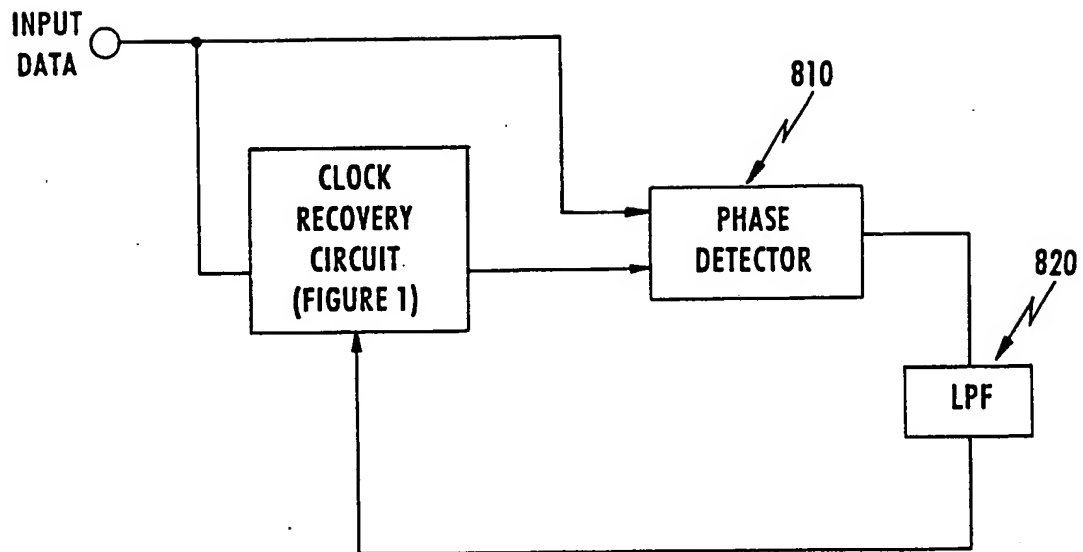 INPUT
DATA
810
CLOCK
RECOVERY
CIRCUIT
(FIGURE 1)
PHASE
DETECTOR
820
LPF